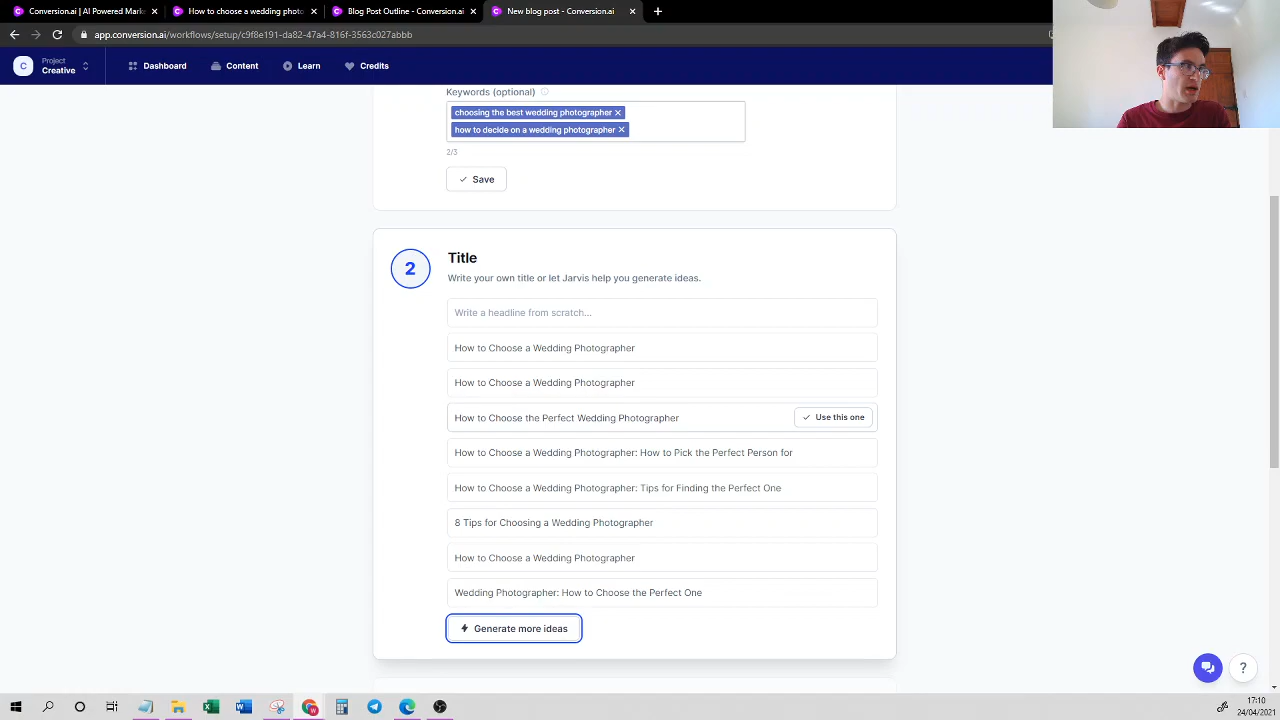 Conversion.ai | AI Powered Mark
How to choose a wedding photo
Blog Post Outline - Conversion.ai
New blog post - Conversion.ai
app.conversion.ai/workflows/setup/c9f8e191-da82-47a4-816f-3563c027abbb
C
Project
Creative
Dashboard
Content
Learn
Credits
Keywords (optional)
choosing the best wedding photographer
how to decide on a wedding photographer
2/3
Save
2
Title
Write your own title or let Jarvis help you generate ideas.
Write a headline from scratch...
How to Choose a Wedding Photographer
How to Choose a Wedding Photographer
How to Choose the Perfect Wedding Photographer
Use this one
How to Choose a Wedding Photographer: How to Pick the Perfect Person for
How to Choose a Wedding Photographer: Tips for Finding the Perfect One
8 Tips for Choosing a Wedding Photographer
How to Choose a Wedding Photographer
Wedding Photographer: How to Choose the Perfect One
Generate more ideas
?
17:10
24/04/2021